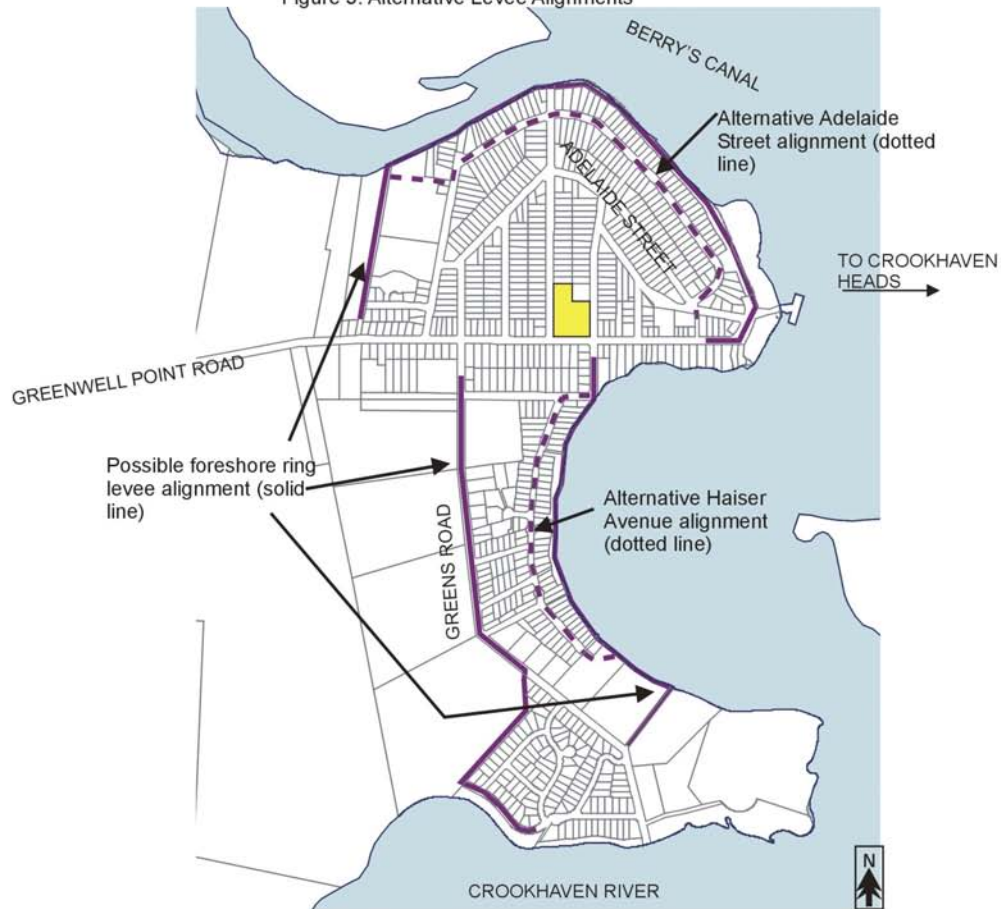 Figure 5: Alternative Levee Alignments
BERRY'S CANAL
Alternative Adelaide
Street alignment (dotted
line)
ADELAIDE STREET
TO CROOKHAVEN
HEADS
GREENWELL POINT ROAD
Possible foreshore ring
levee alignment (solid
line)
Alternative Haiser
Avenue alignment
(dotted line)
GREENS ROAD
CROOKHAVEN RIVER
N